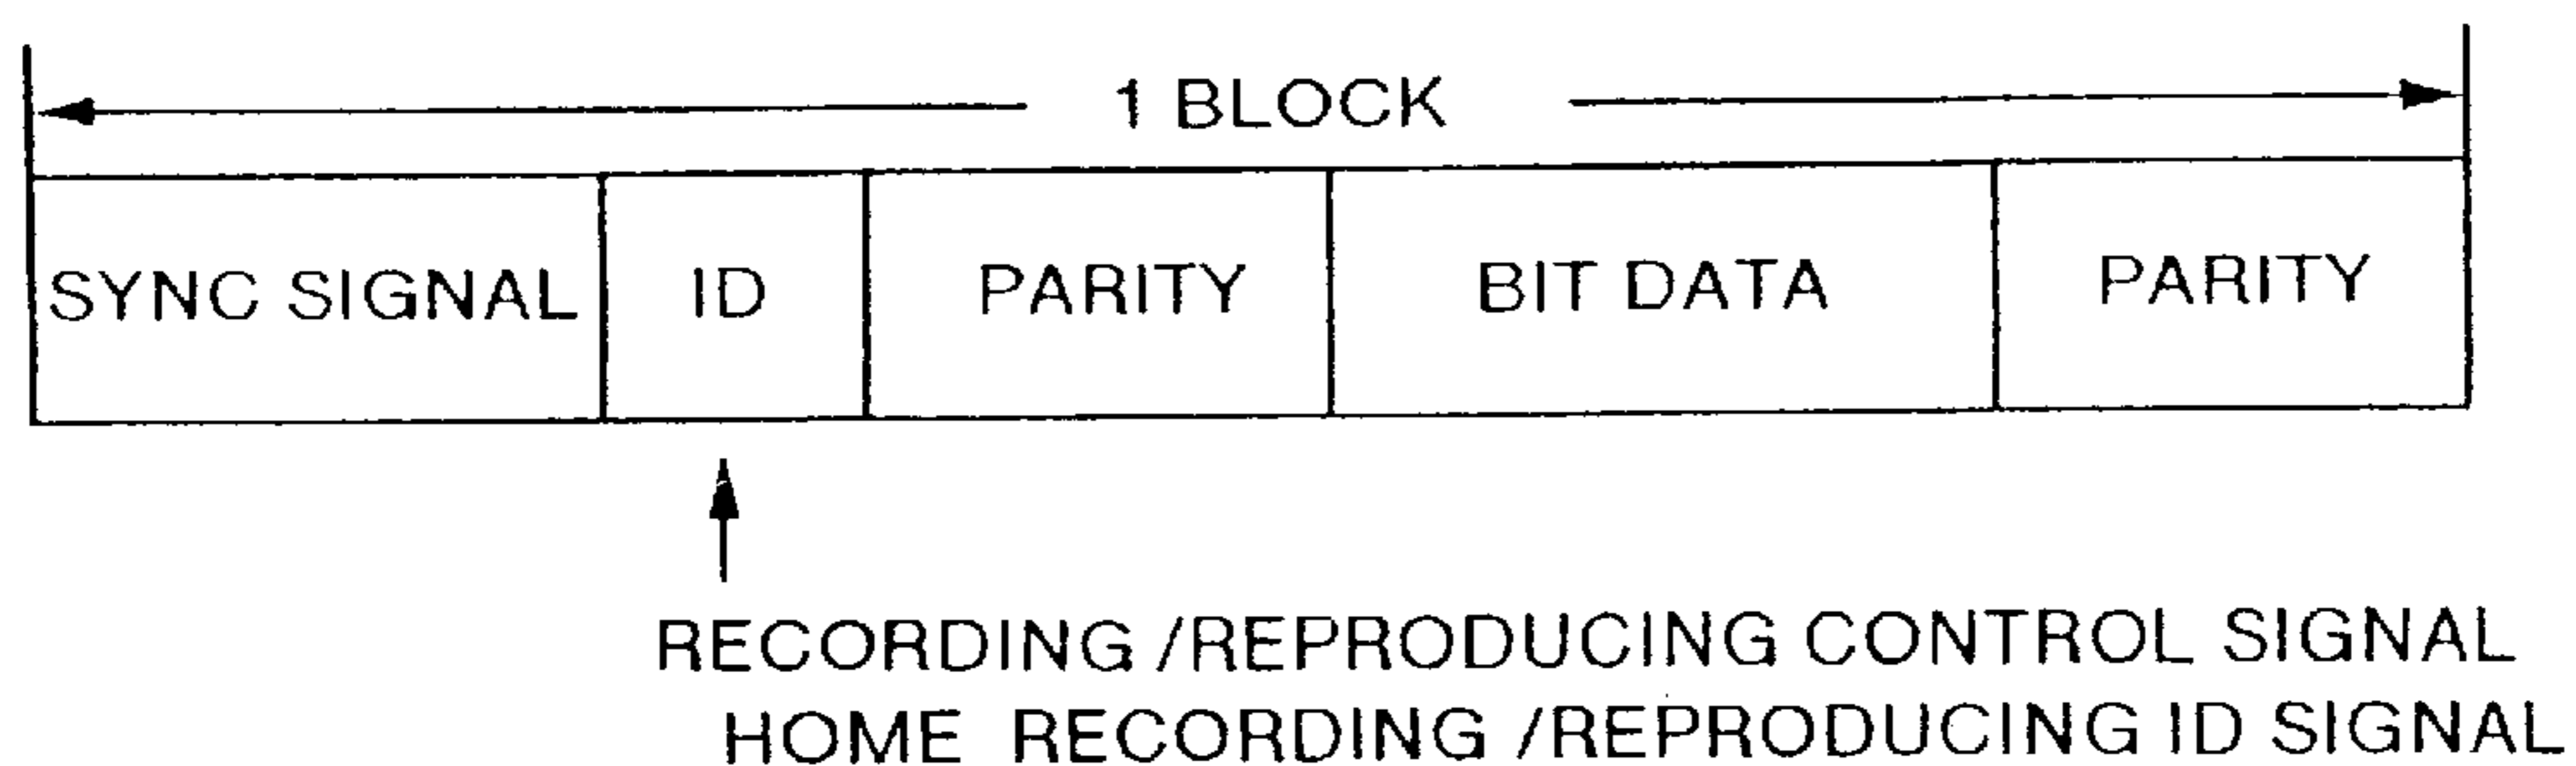 1 BLOCK
SYNC SIGNAL ID PARITY BIT DATA PARITY
RECORDING /REPRODUCING CONTROL SIGNAL
HOME RECORDING /REPRODUCING ID SIGNAL